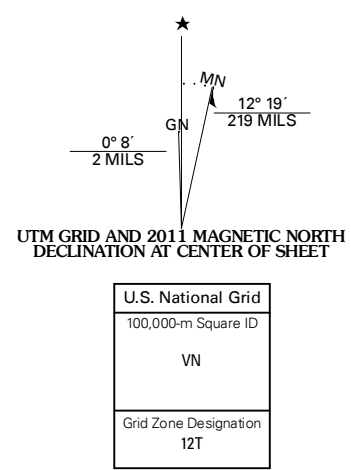 MN
GN
12° 19´
219 MILS
0° 8´
2 MILS
UTM GRID AND 2011 MAGNETIC NORTH
DECLINATION AT CENTER OF SHEET
U.S. National Grid
100,000-m Square ID
VN
Grid Zone Designation
12T